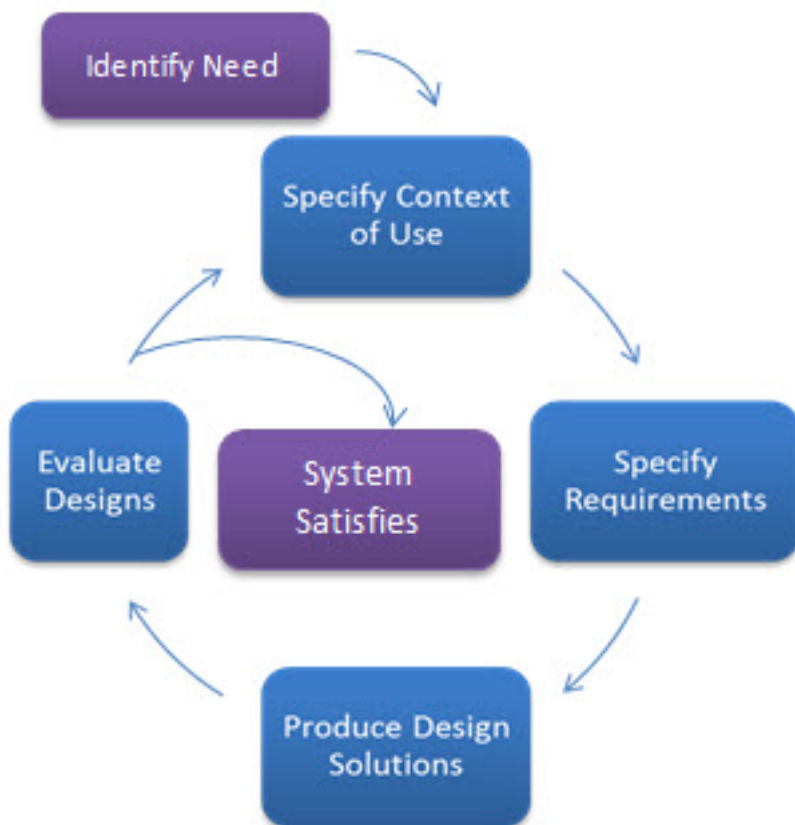 Identify Need
Specify Context
of Use
Specify
Requirements
Produce Design
Solutions
Evaluate
Designs
System
Satisfies